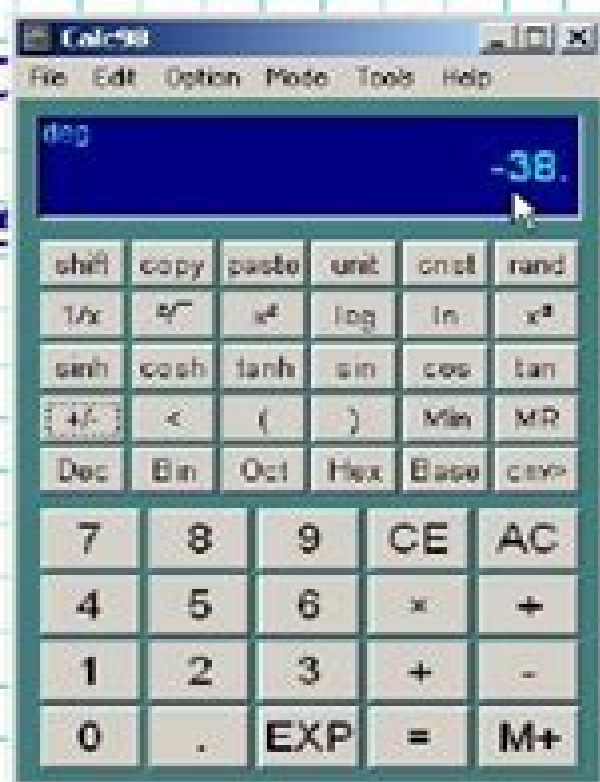 Calc98
File Edit Option Mode Tools Help
deg
-38.
shift copy paste unit cnst rand
1/x log ln
sinh cosh tanh sin cos tan
+/- < ( ) Min MR
Dec Bin Oct Hex Base cnv>
7 8 9 CE AC
4 5 6 × ÷
1 2 3 + -
0 . EXP = M+